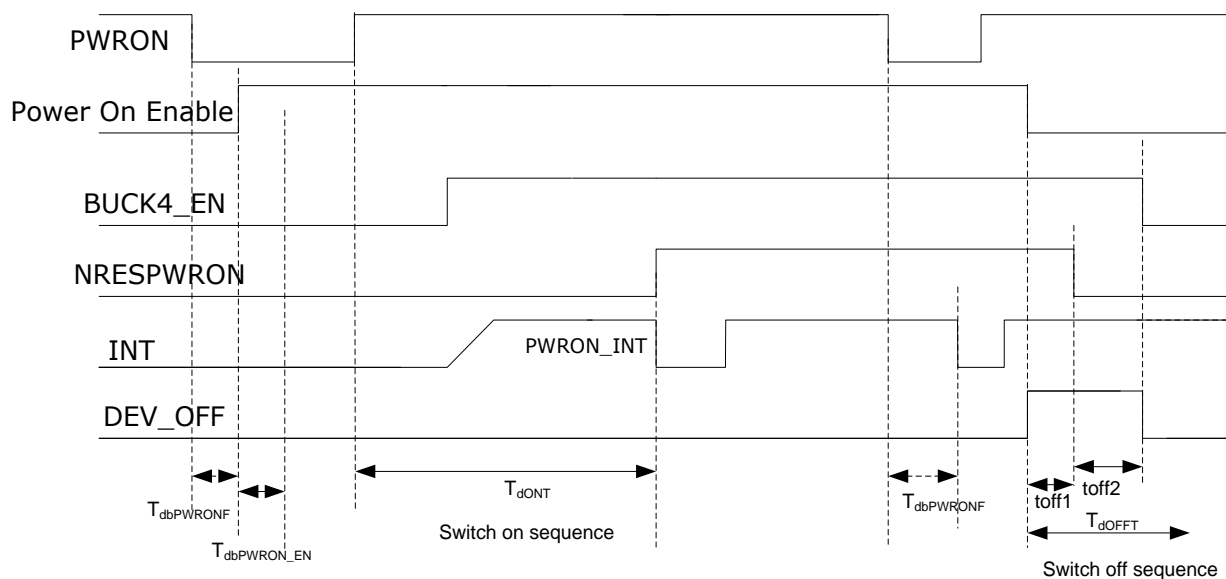 PWRON
Power On Enable
BUCK4_EN
NRESPWRON
PWRON_INT
INT
DEV_OFF
TdbPWRONF
TdbPWRON_EN
TdONT
Switch on sequence
TdbPWRONF
toff1
toff2
TdOFFT
Switch off sequence